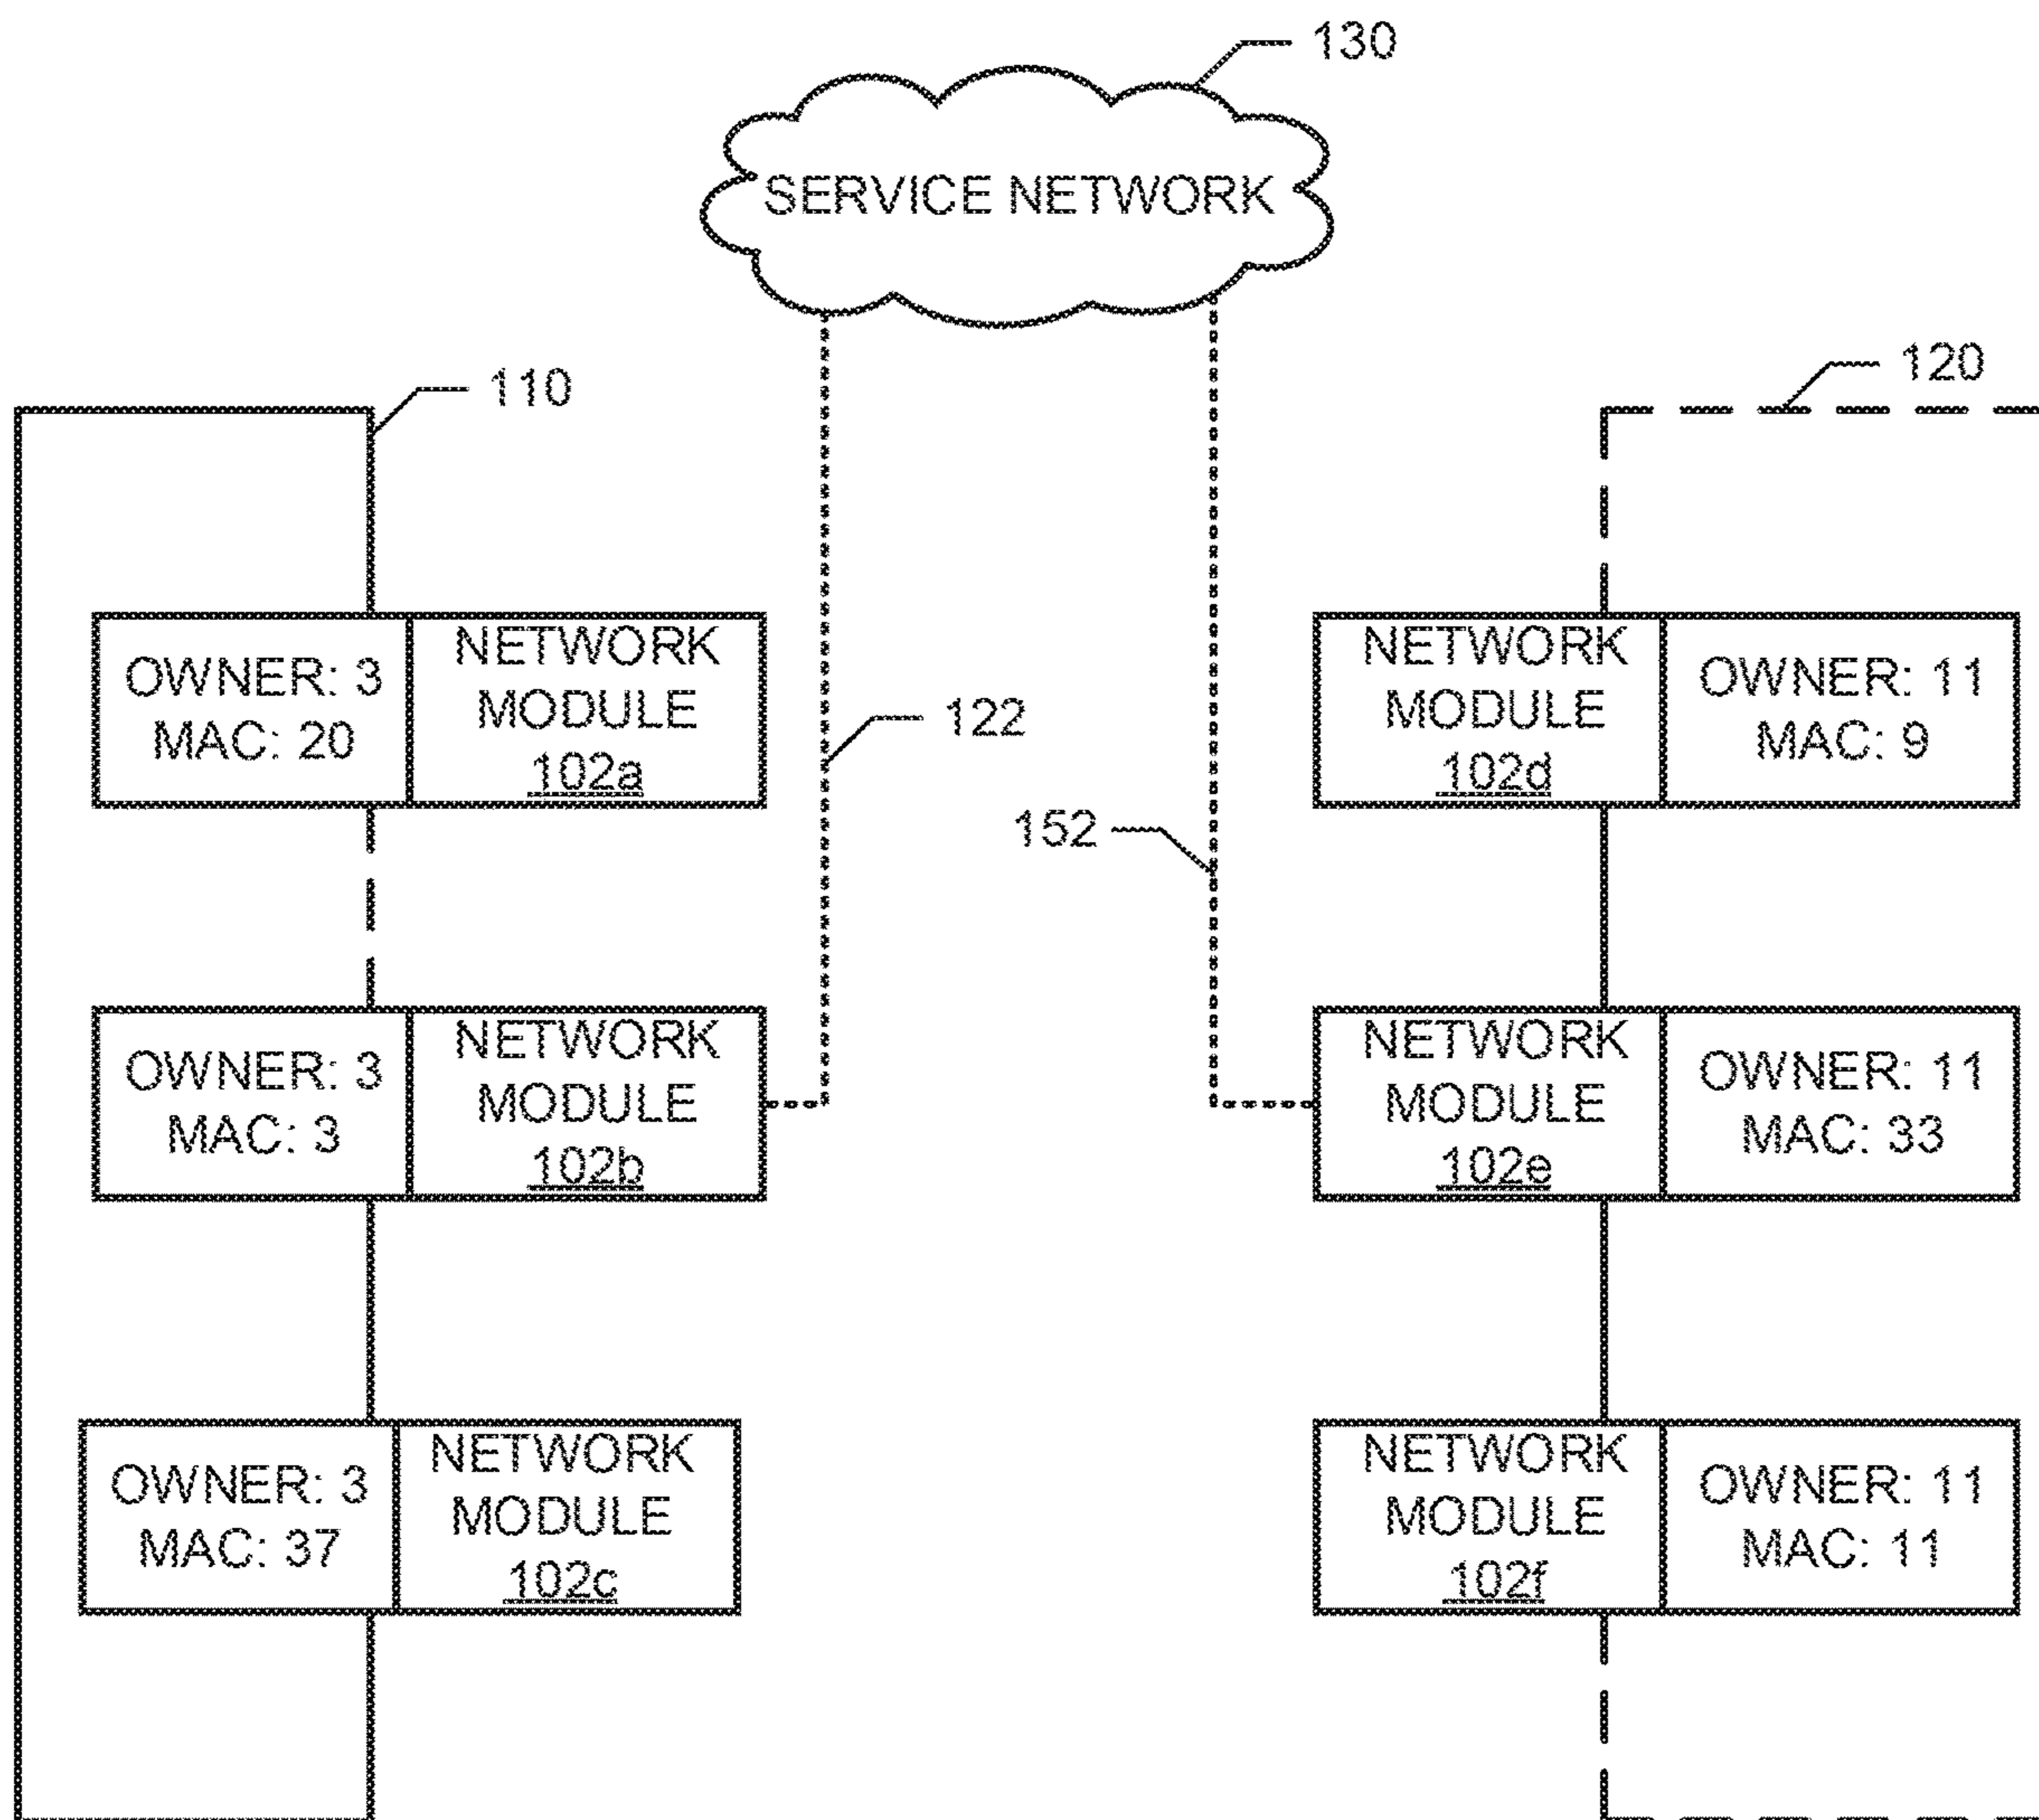 130
SERVICE NETWORK
110
120
OWNER: 3
MAC: 20
NETWORK
MODULE
102a
122
NETWORK
MODULE
102d
OWNER: 11
MAC: 9
152
OWNER: 3
MAC: 3
NETWORK
MODULE
102b
NETWORK
MODULE
102e
OWNER: 11
MAC: 33
OWNER: 3
MAC: 37
NETWORK
MODULE
102c
NETWORK
MODULE
102f
OWNER: 11
MAC: 11